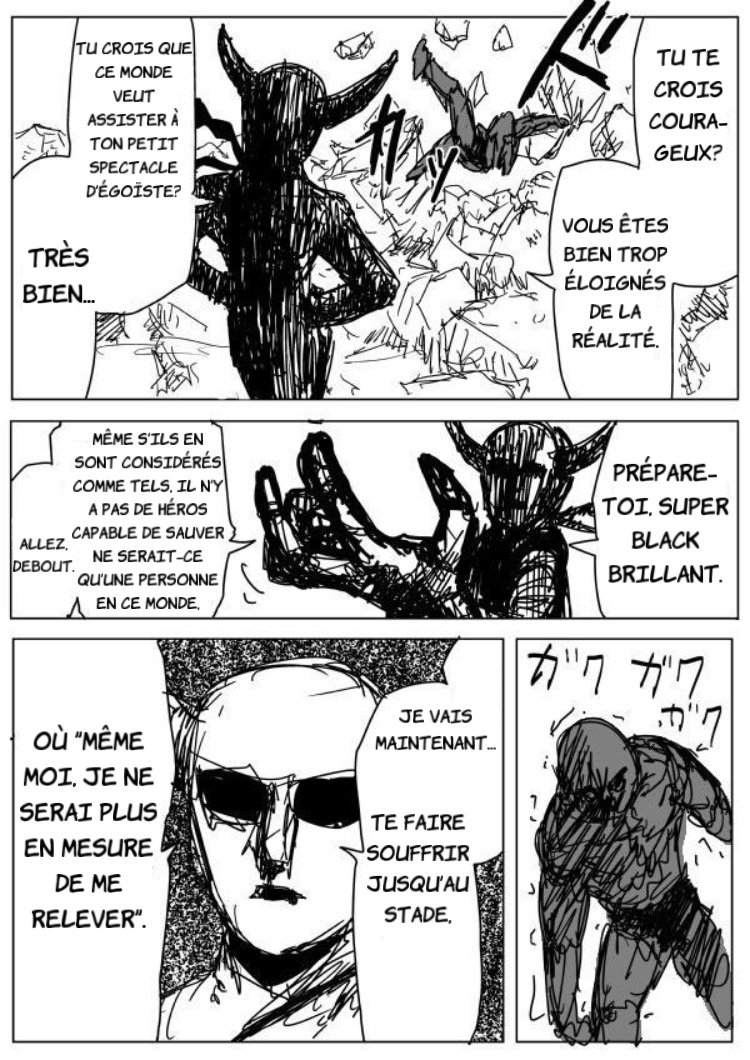 TU TE
CROIS
COURA-
GEUX?
VOUS ÊTES
BIEN TROP
ÉLOIGNÉS
DE LA
RÉALITÉ.
ドガッ
TU CROIS QUE
CE MONDE
VEUT
ASSISTER À
TON PETIT
SPECTACLE
D'ÉGOÏSTE?
TRÈS
BIEN...
PRÉPARE-
TOI, SUPER
BLACK
BRILLANT.
MÊME S'ILS EN
SONT CONSIDÉRÉS
COMME TELS, IL N'Y
A PAS DE HÉROS
CAPABLE DE SAUVER
NE SERAIT-CE
QU'UNE PERSONNE
EN CE MONDE.
ALLEZ,
DEBOUT.
ガク ガク
ガク
JE VAIS
MAINTENANT...
TE FAIRE
SOUFFRIR
JUSQU'AU
STADE,
OÙ "MÊME
MOI, JE NE
SERAI PLUS
EN MESURE
DE ME
RELEVER".